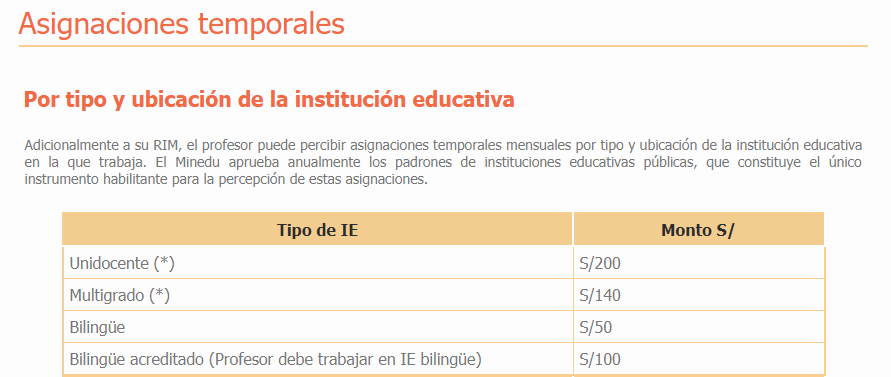 Asignaciones temporales
Por tipo y ubicación de la institución educativa
Adicionalmente a su RIM, el profesor puede percibir asignaciones temporales mensuales por tipo y ubicación de la institución educativa
en la que trabaja. El Minedu aprueba anualmente los padrones de instituciones educativas públicas, que constituye el único
instrumento habilitante para la percepción de estas asignaciones.
Tipo de IE Monto S/
Unidocente (*) S/200
Multigrado (*) S/140
Bilingüe S/50
Bilingüe acreditado (Profesor debe trabajar en IE bilingüe) S/100